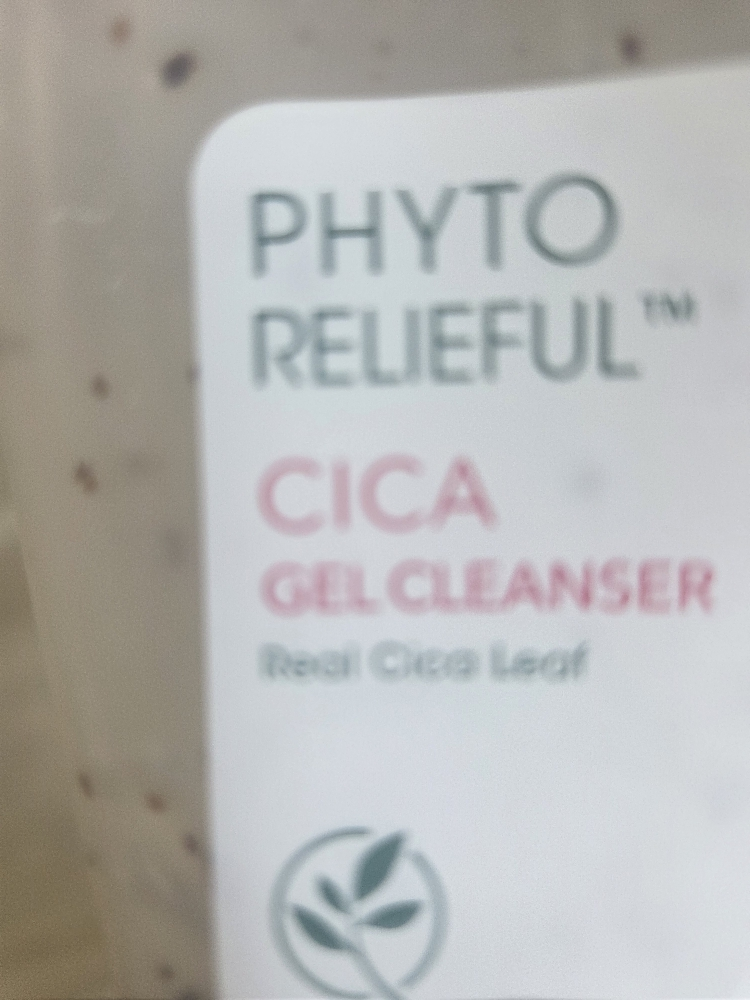 PHYTO
RELIEFUL™
CICA
GEL CLEANSER
Real Cica Leaf